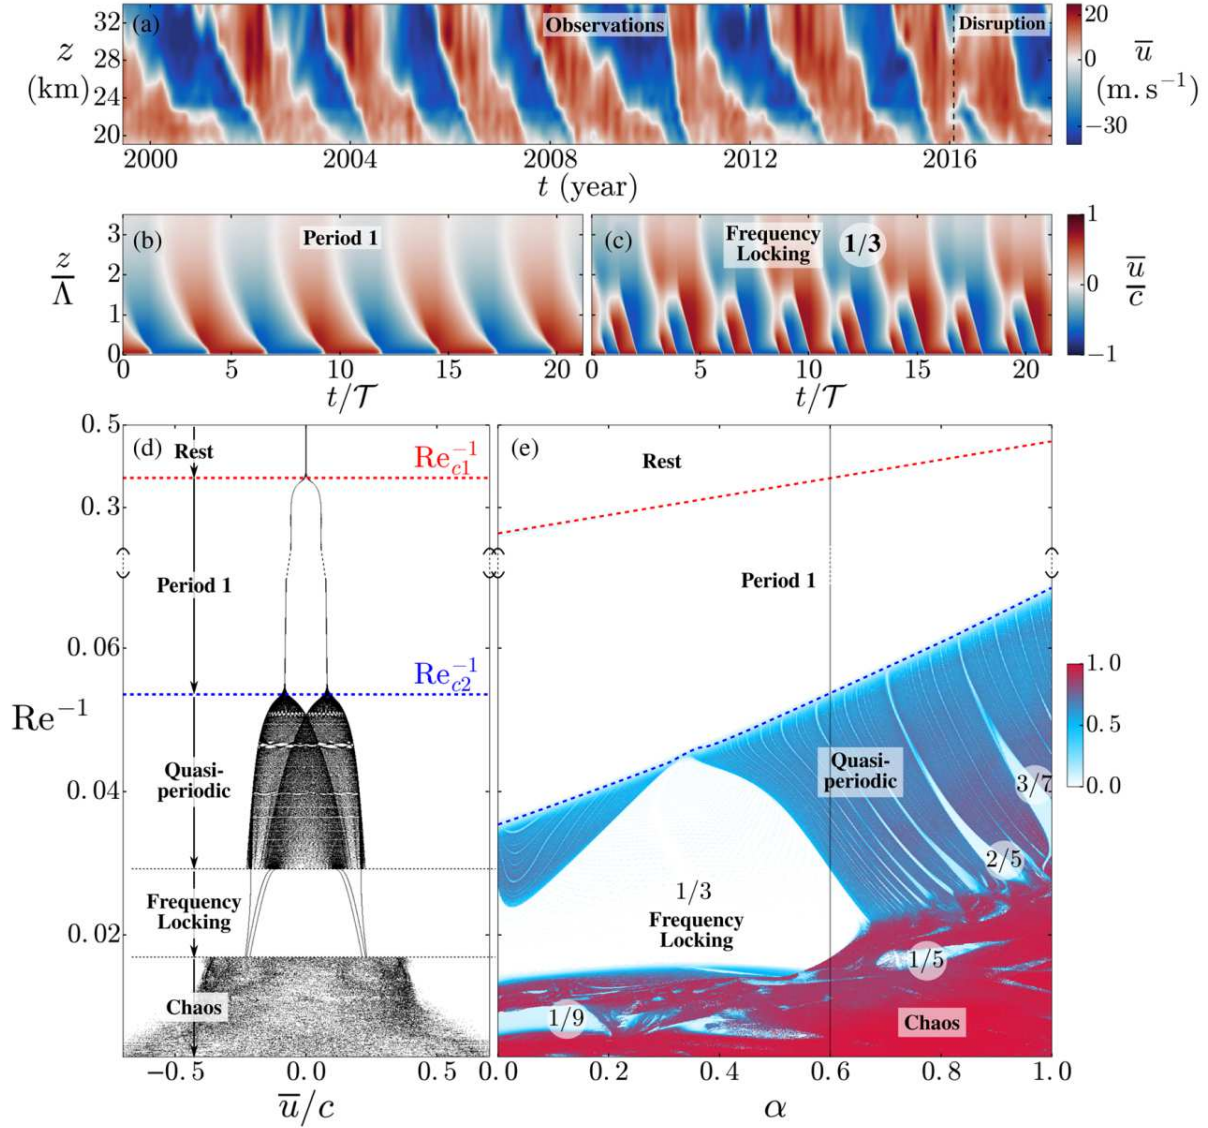 (a)
Observations
Disruption
z
(km)
32
28
24
20
2000
2004
2008
2012
2016
t (year)
20
0
−30
u̅
(m.s⁻¹)
(b)
Period 1
z/Λ
3
2
1
0
0
5
10
15
20
t/𝒯
(c)
Frequency
Locking
1/3
0
5
10
15
20
t/𝒯
1
0
−1
u̅/c
(d)
Rest
Period 1
Quasi-
periodic
Frequency
Locking
Chaos
Re⁻¹c1
Re⁻¹c2
Re⁻¹
0.5
0.3
0.06
0.04
0.02
−0.5
0.0
0.5
u̅/c
(e)
Rest
Period 1
Quasi-
periodic
3/7
2/5
1/3
Frequency
Locking
1/5
1/9
Chaos
0.0
0.2
0.4
0.6
0.8
1.0
α
1.0
0.5
0.0